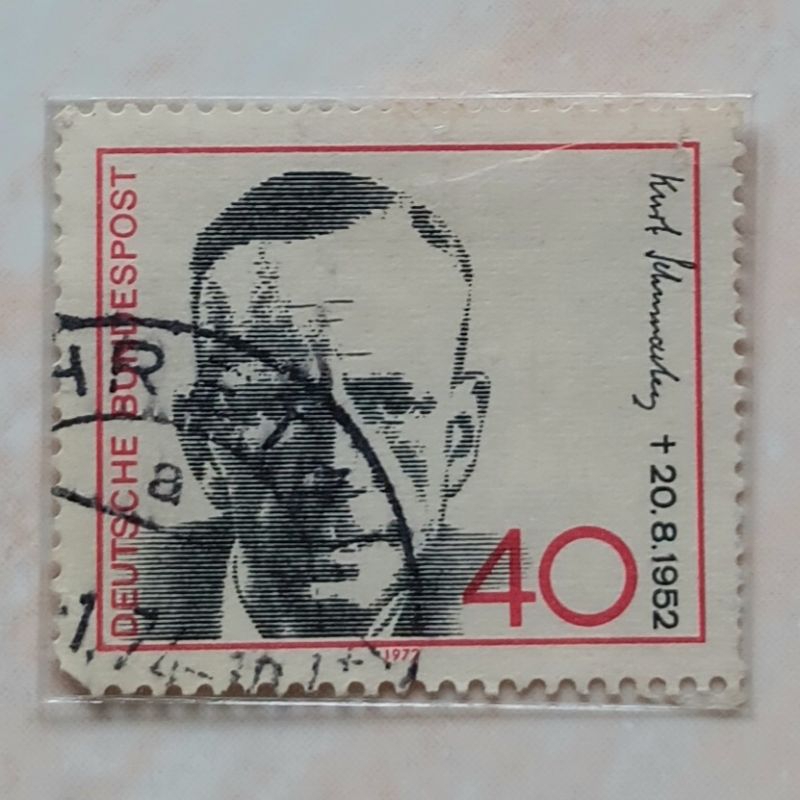 DEUTSCHE BUNDESPOST
Kurt Schumacher
† 20.8.1952
40
1972